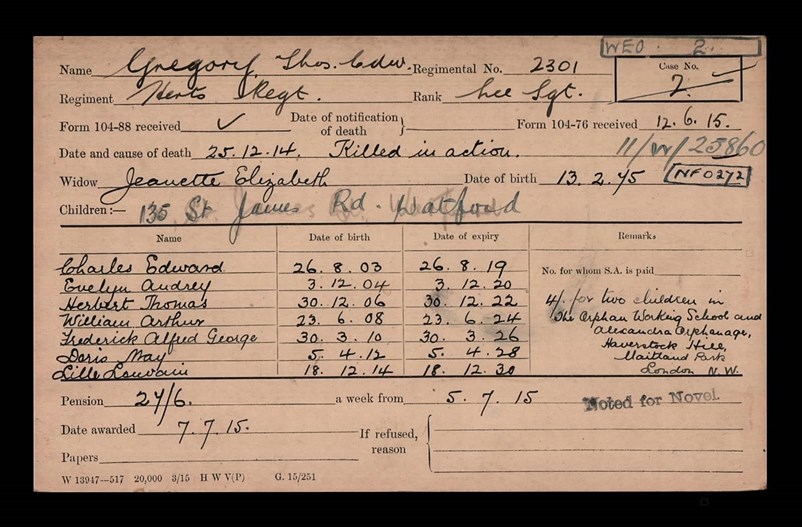 WEO 2
Name Gregory, Thos. Edw. Regimental No. 2301 Case No.
7
Regiment Herts Regt. Rank Lce Sgt.
Form 104-88 received ✓ Date of notification of death } Form 104-76 received 12.6.15.
11/W/25860
Date and cause of death 25.12.14. Killed in action.
Widow Jeanette Elizabeth Date of birth 13.2.75 NF0272
Children:— 135 St James Rd. Watford
Name Date of birth Date of expiry Remarks
Charles Edward 26.8.03 26.8.19
Evelyn Audrey 3.12.04 3.12.20 No. for whom S.A. is paid
Herbert Thomas 30.12.06 30.12.22 4/. for two children in
William Arthur 23.6.08 23.6.24 The Orphan Working School and
Frederick Alfred George 30.3.10 30.3.26 Alexandra Orphanage,
Doris May 5.4.12 5.4.28 Haverstock Hill,
Maitland Park
Lille Louvain 18.12.14 18.12.30 London N.W.
Pension 27/6. a week from 5.7.15 Noted for Novel
Date awarded 7.7.15. If refused, reason {
Papers
W 13947—517 20,000 3/15 H W V(P) G. 15/251